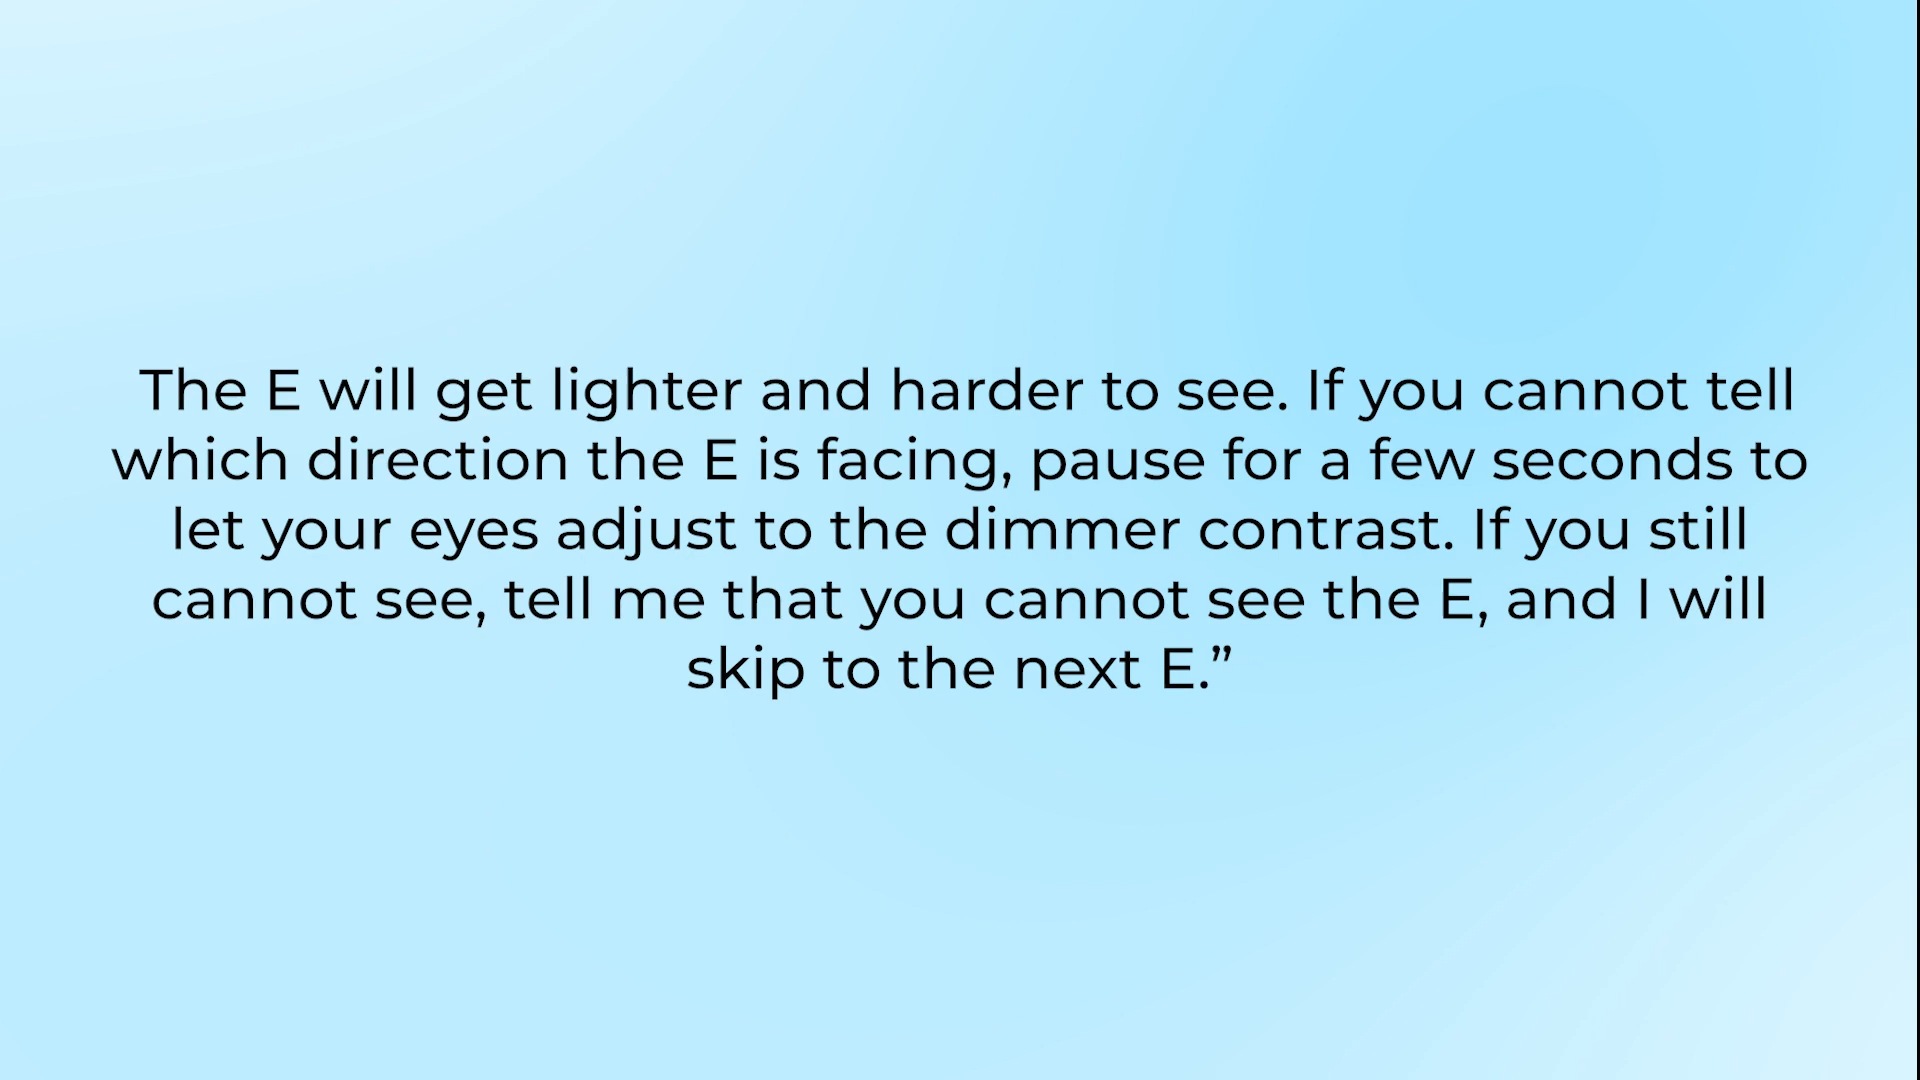 The E will get lighter and harder to see. If you cannot tell
which direction the E is facing, pause for a few seconds to
let your eyes adjust to the dimmer contrast. If you still
cannot see, tell me that you cannot see the E, and I will
skip to the next E.”